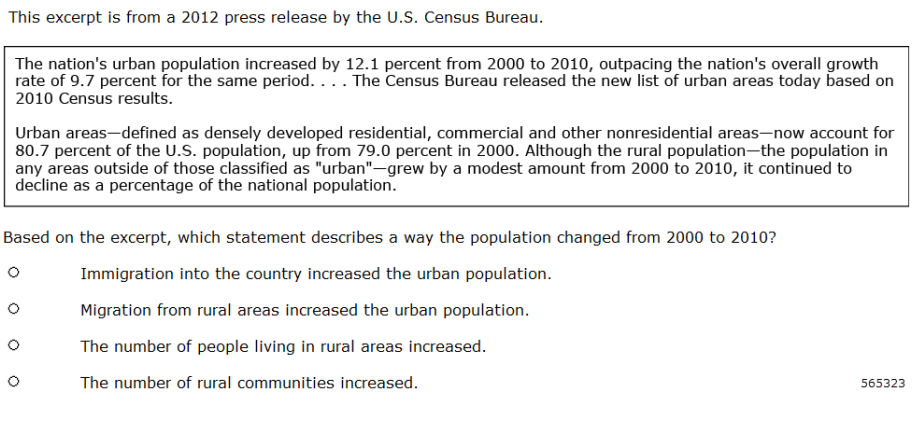 This excerpt is from a 2012 press release by the U.S. Census Bureau.
The nation's urban population increased by 12.1 percent from 2000 to 2010, outpacing the nation's overall growth
rate of 9.7 percent for the same period. . . . The Census Bureau released the new list of urban areas today based on
2010 Census results.
Urban areas—defined as densely developed residential, commercial and other nonresidential areas—now account for
80.7 percent of the U.S. population, up from 79.0 percent in 2000. Although the rural population—the population in
any areas outside of those classified as "urban"—grew by a modest amount from 2000 to 2010, it continued to
decline as a percentage of the national population.
Based on the excerpt, which statement describes a way the population changed from 2000 to 2010?
Immigration into the country increased the urban population.
Migration from rural areas increased the urban population.
The number of people living in rural areas increased.
The number of rural communities increased.
565323